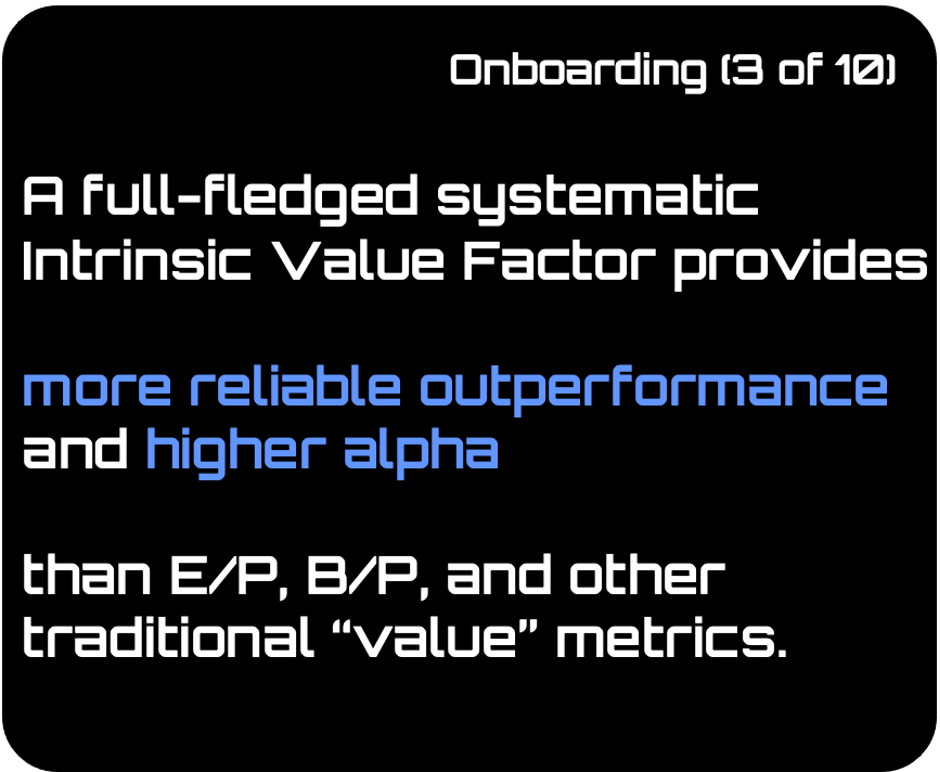 Onboarding (3 of 10)
A full-fledged systematic
Intrinsic Value Factor provides
more reliable outperformance
and higher alpha
than E/P, B/P, and other
traditional “value” metrics.